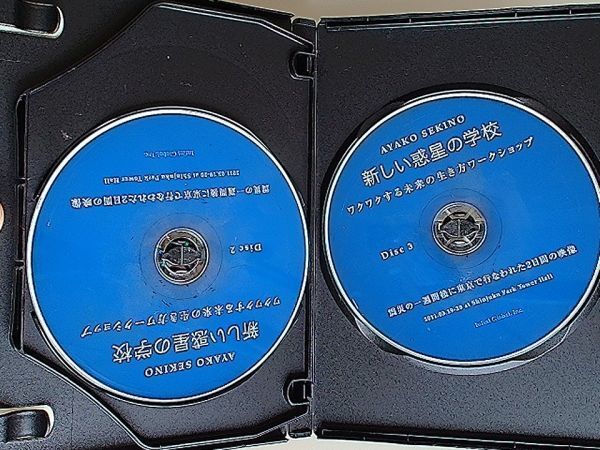 AYAKO SEKINO
新しい惑星の学校
ワクワクする未来の生き方ワークショップ
Disc 2
震災の一週間後に東京で行なわれた2日間の映像
2011.03.19-20 at Shinjuku Park Tower Hall
Intiti Global, Inc.
AYAKO SEKINO
新しい惑星の学校
ワクワクする未来の生き方ワークショップ
Disc 3
震災の一週間後に東京で行なわれた2日間の映像
2011.03.19-20 at Shinjuku Park Tower Hall
Intiti Global, Inc.